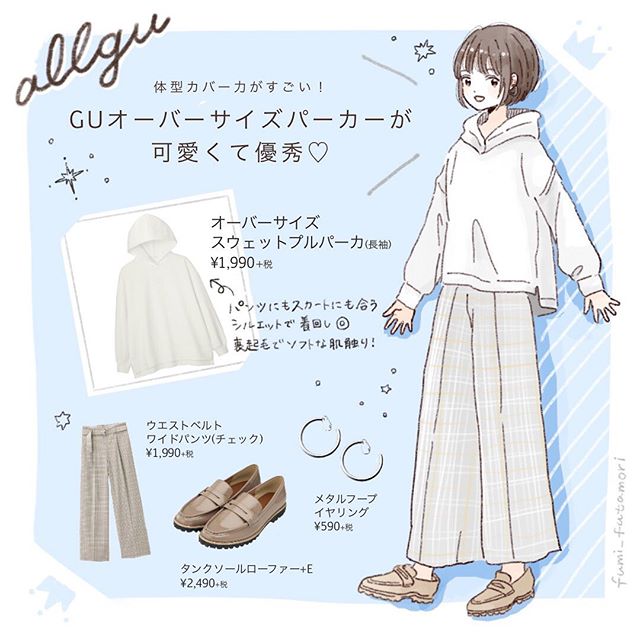 allgu
体型カバー力がすごい！
GUオーバーサイズパーカーが
可愛くて優秀♡
オーバーサイズ
スウェットプルパーカ(長袖)
¥1,990+税
パンツにもスカートにも合う
シルエットで着回し◎
裏起毛でソフトな肌触り！
ウエストベルト
ワイドパンツ(チェック)
¥1,990+税
メタルフープ
イヤリング
¥590+税
タンクソールローファー+E
¥2,490+税
fumi_futamori